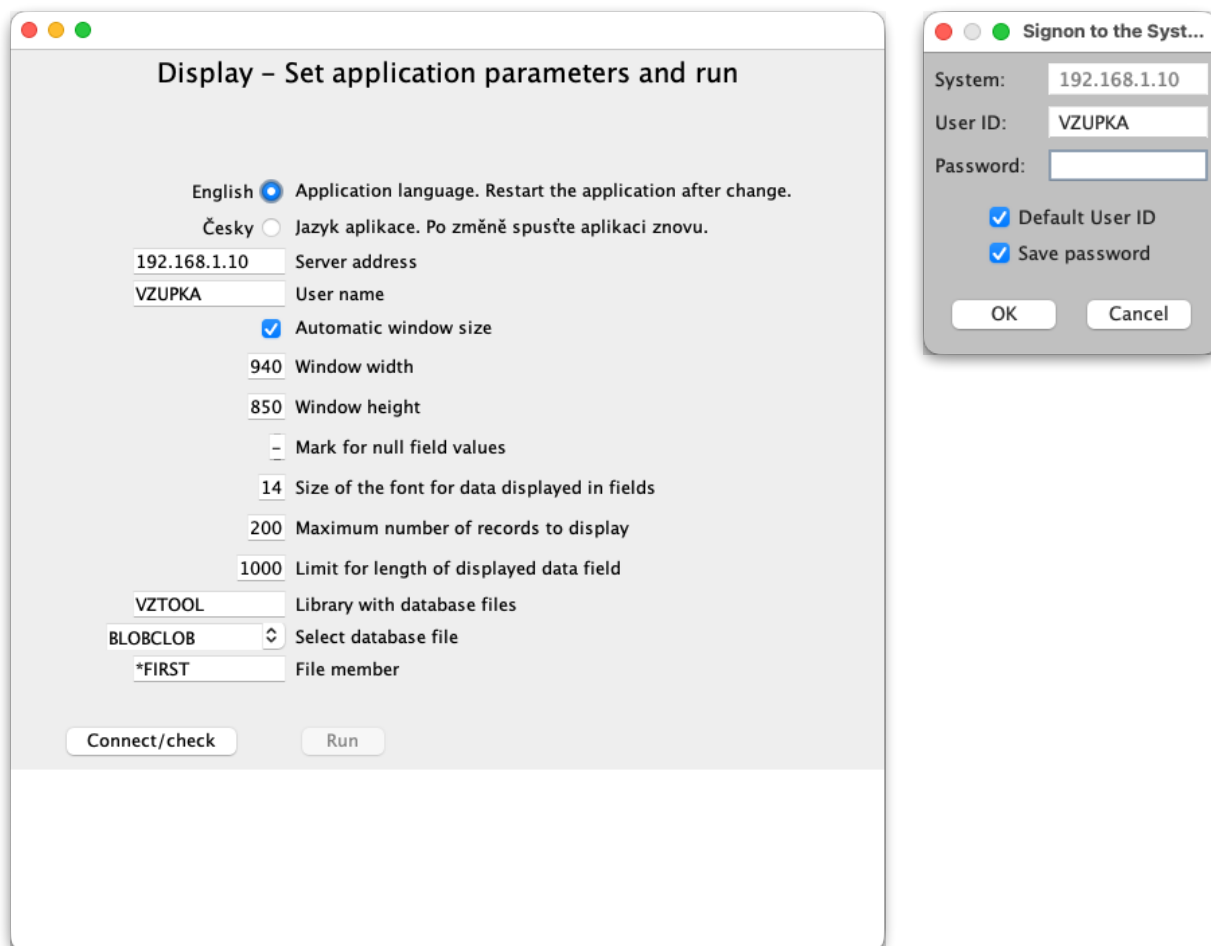 Display – Set application parameters and run
English Application language. Restart the application after change.
Česky Jazyk aplikace. Po změně spusťte aplikaci znovu.
192.168.1.10 Server address
VZUPKA User name
Automatic window size
940 Window width
850 Window height
– Mark for null field values
14 Size of the font for data displayed in fields
200 Maximum number of records to display
1000 Limit for length of displayed data field
VZTOOL Library with database files
BLOBCLOB Select database file
*FIRST File member
Connect/check Run
Signon to the Syst...
System: 192.168.1.10
User ID: VZUPKA
Password:
Default User ID
Save password
OK Cancel